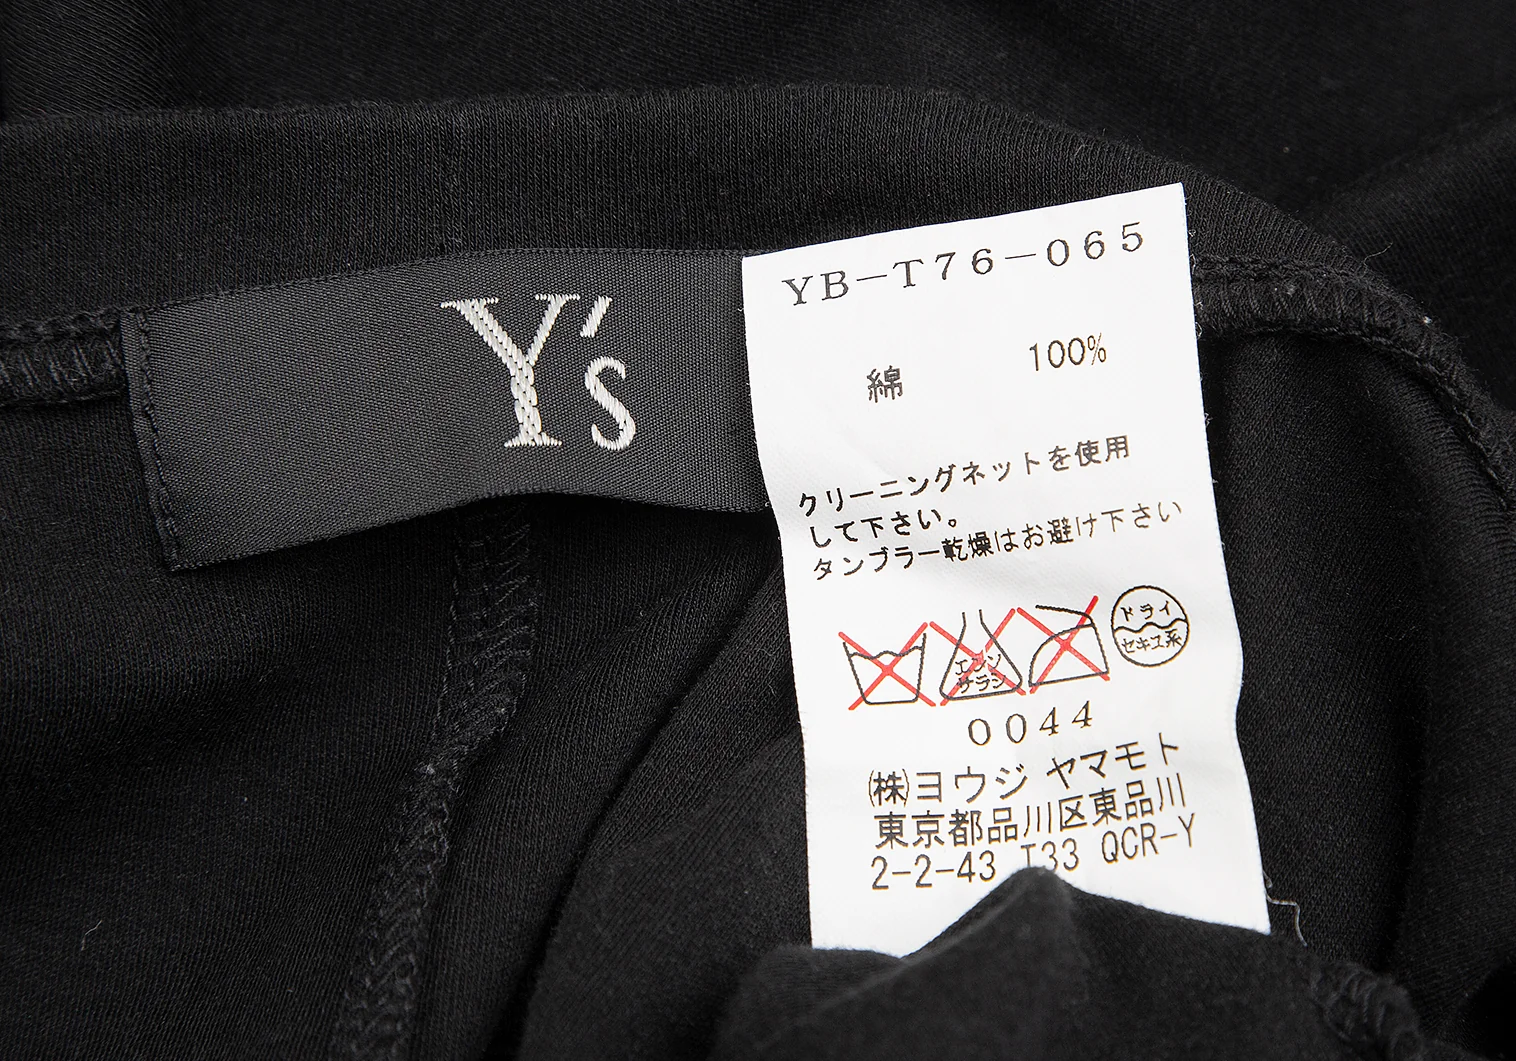 Y's
YB-T76-065
綿 100%
クリーニングネットを使用
して下さい。
タンブラー乾燥はお避け下さい
エンソ
サラシ
ドライ
セキユ系
0044
㈱ヨウジ ヤマモト
東京都品川区東品川
2-2-43 T33 QCR-Y